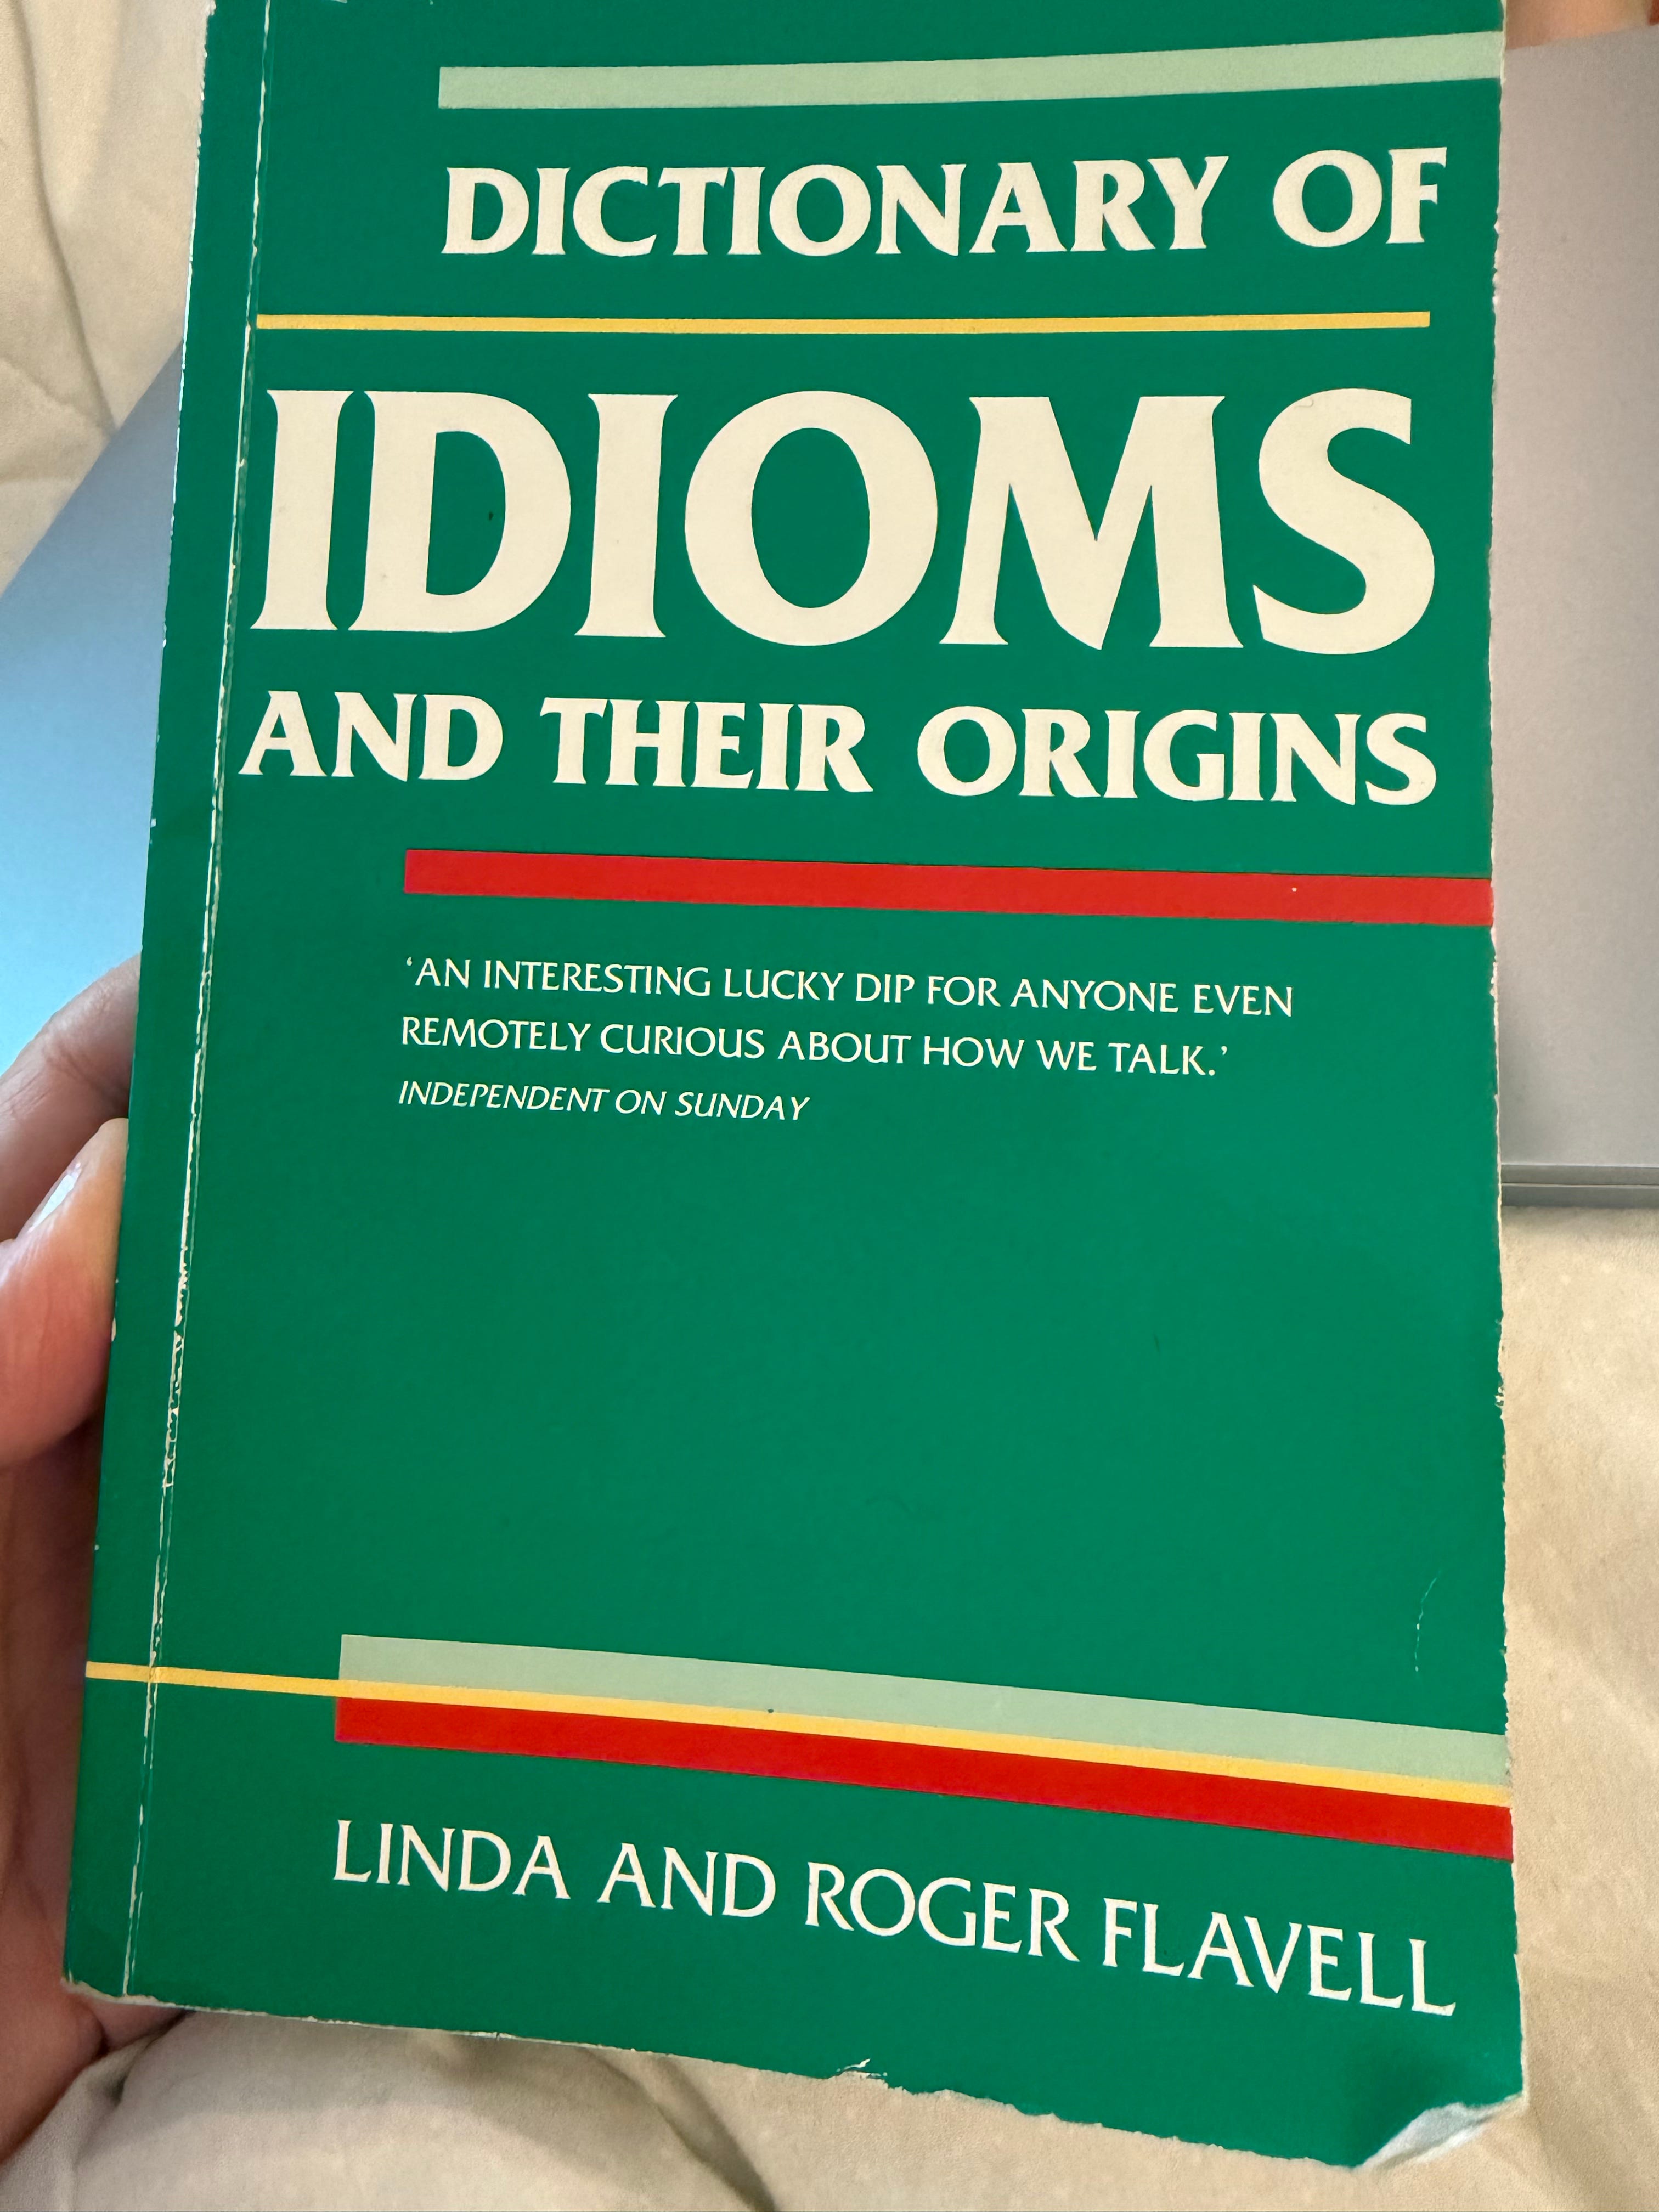 DICTIONARY OF
IDIOMS
AND THEIR ORIGINS
‘AN INTERESTING LUCKY DIP FOR ANYONE EVEN
REMOTELY CURIOUS ABOUT HOW WE TALK.’
INDEPENDENT ON SUNDAY
LINDA AND ROGER FLAVELL